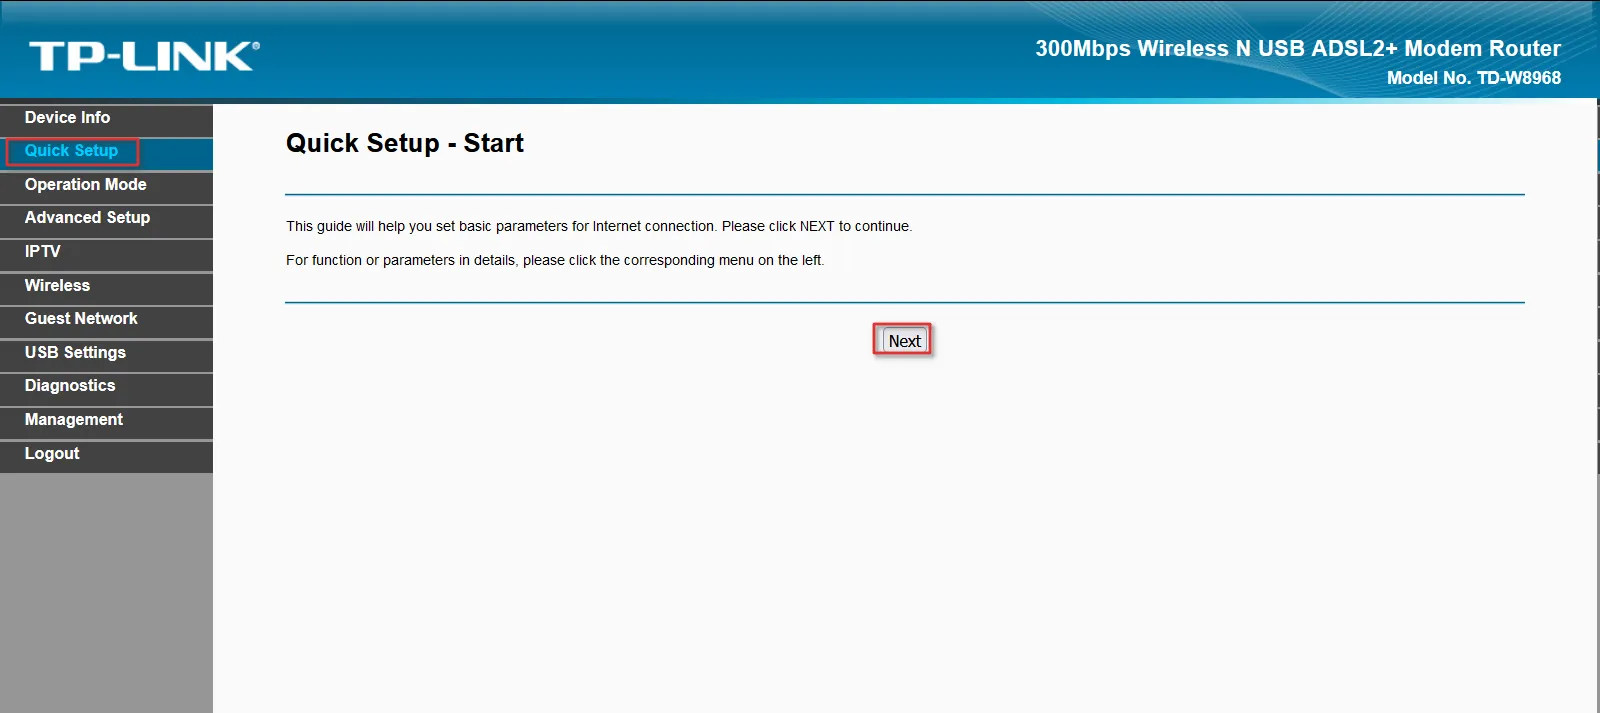 TP-LINK®
300Mbps Wireless N USB ADSL2+ Modem Router
Model No. TD-W8968
Device Info
Quick Setup
Operation Mode
Advanced Setup
IPTV
Wireless
Guest Network
USB Settings
Diagnostics
Management
Logout
Quick Setup - Start
This guide will help you set basic parameters for Internet connection. Please click NEXT to continue.
For function or parameters in details, please click the corresponding menu on the left.
Next